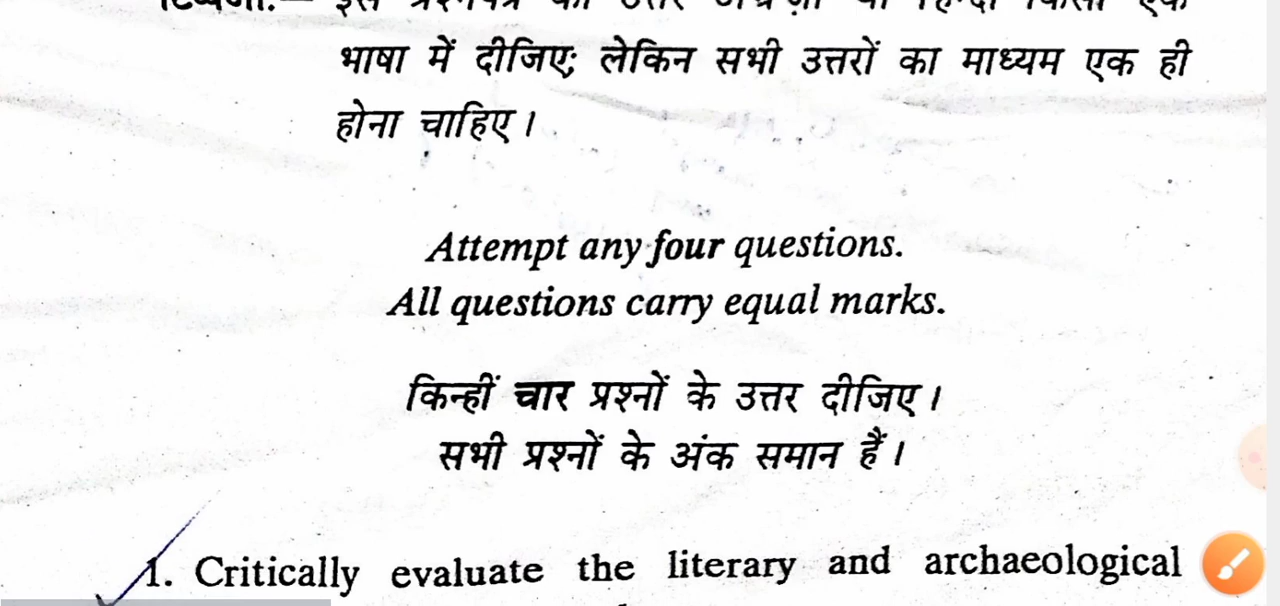 भाषा में दीजिए; लेकिन सभी उत्तरों का माध्यम एक ही
होना चाहिए।
Attempt any four questions.
All questions carry equal marks.
किन्हीं चार प्रश्नों के उत्तर दीजिए।
सभी प्रश्नों के अंक समान हैं।
1. Critically evaluate the literary and archaeological